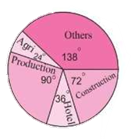 Others
138°
Agri
24°
Production
90°
72°
Construction
36°
Hotel